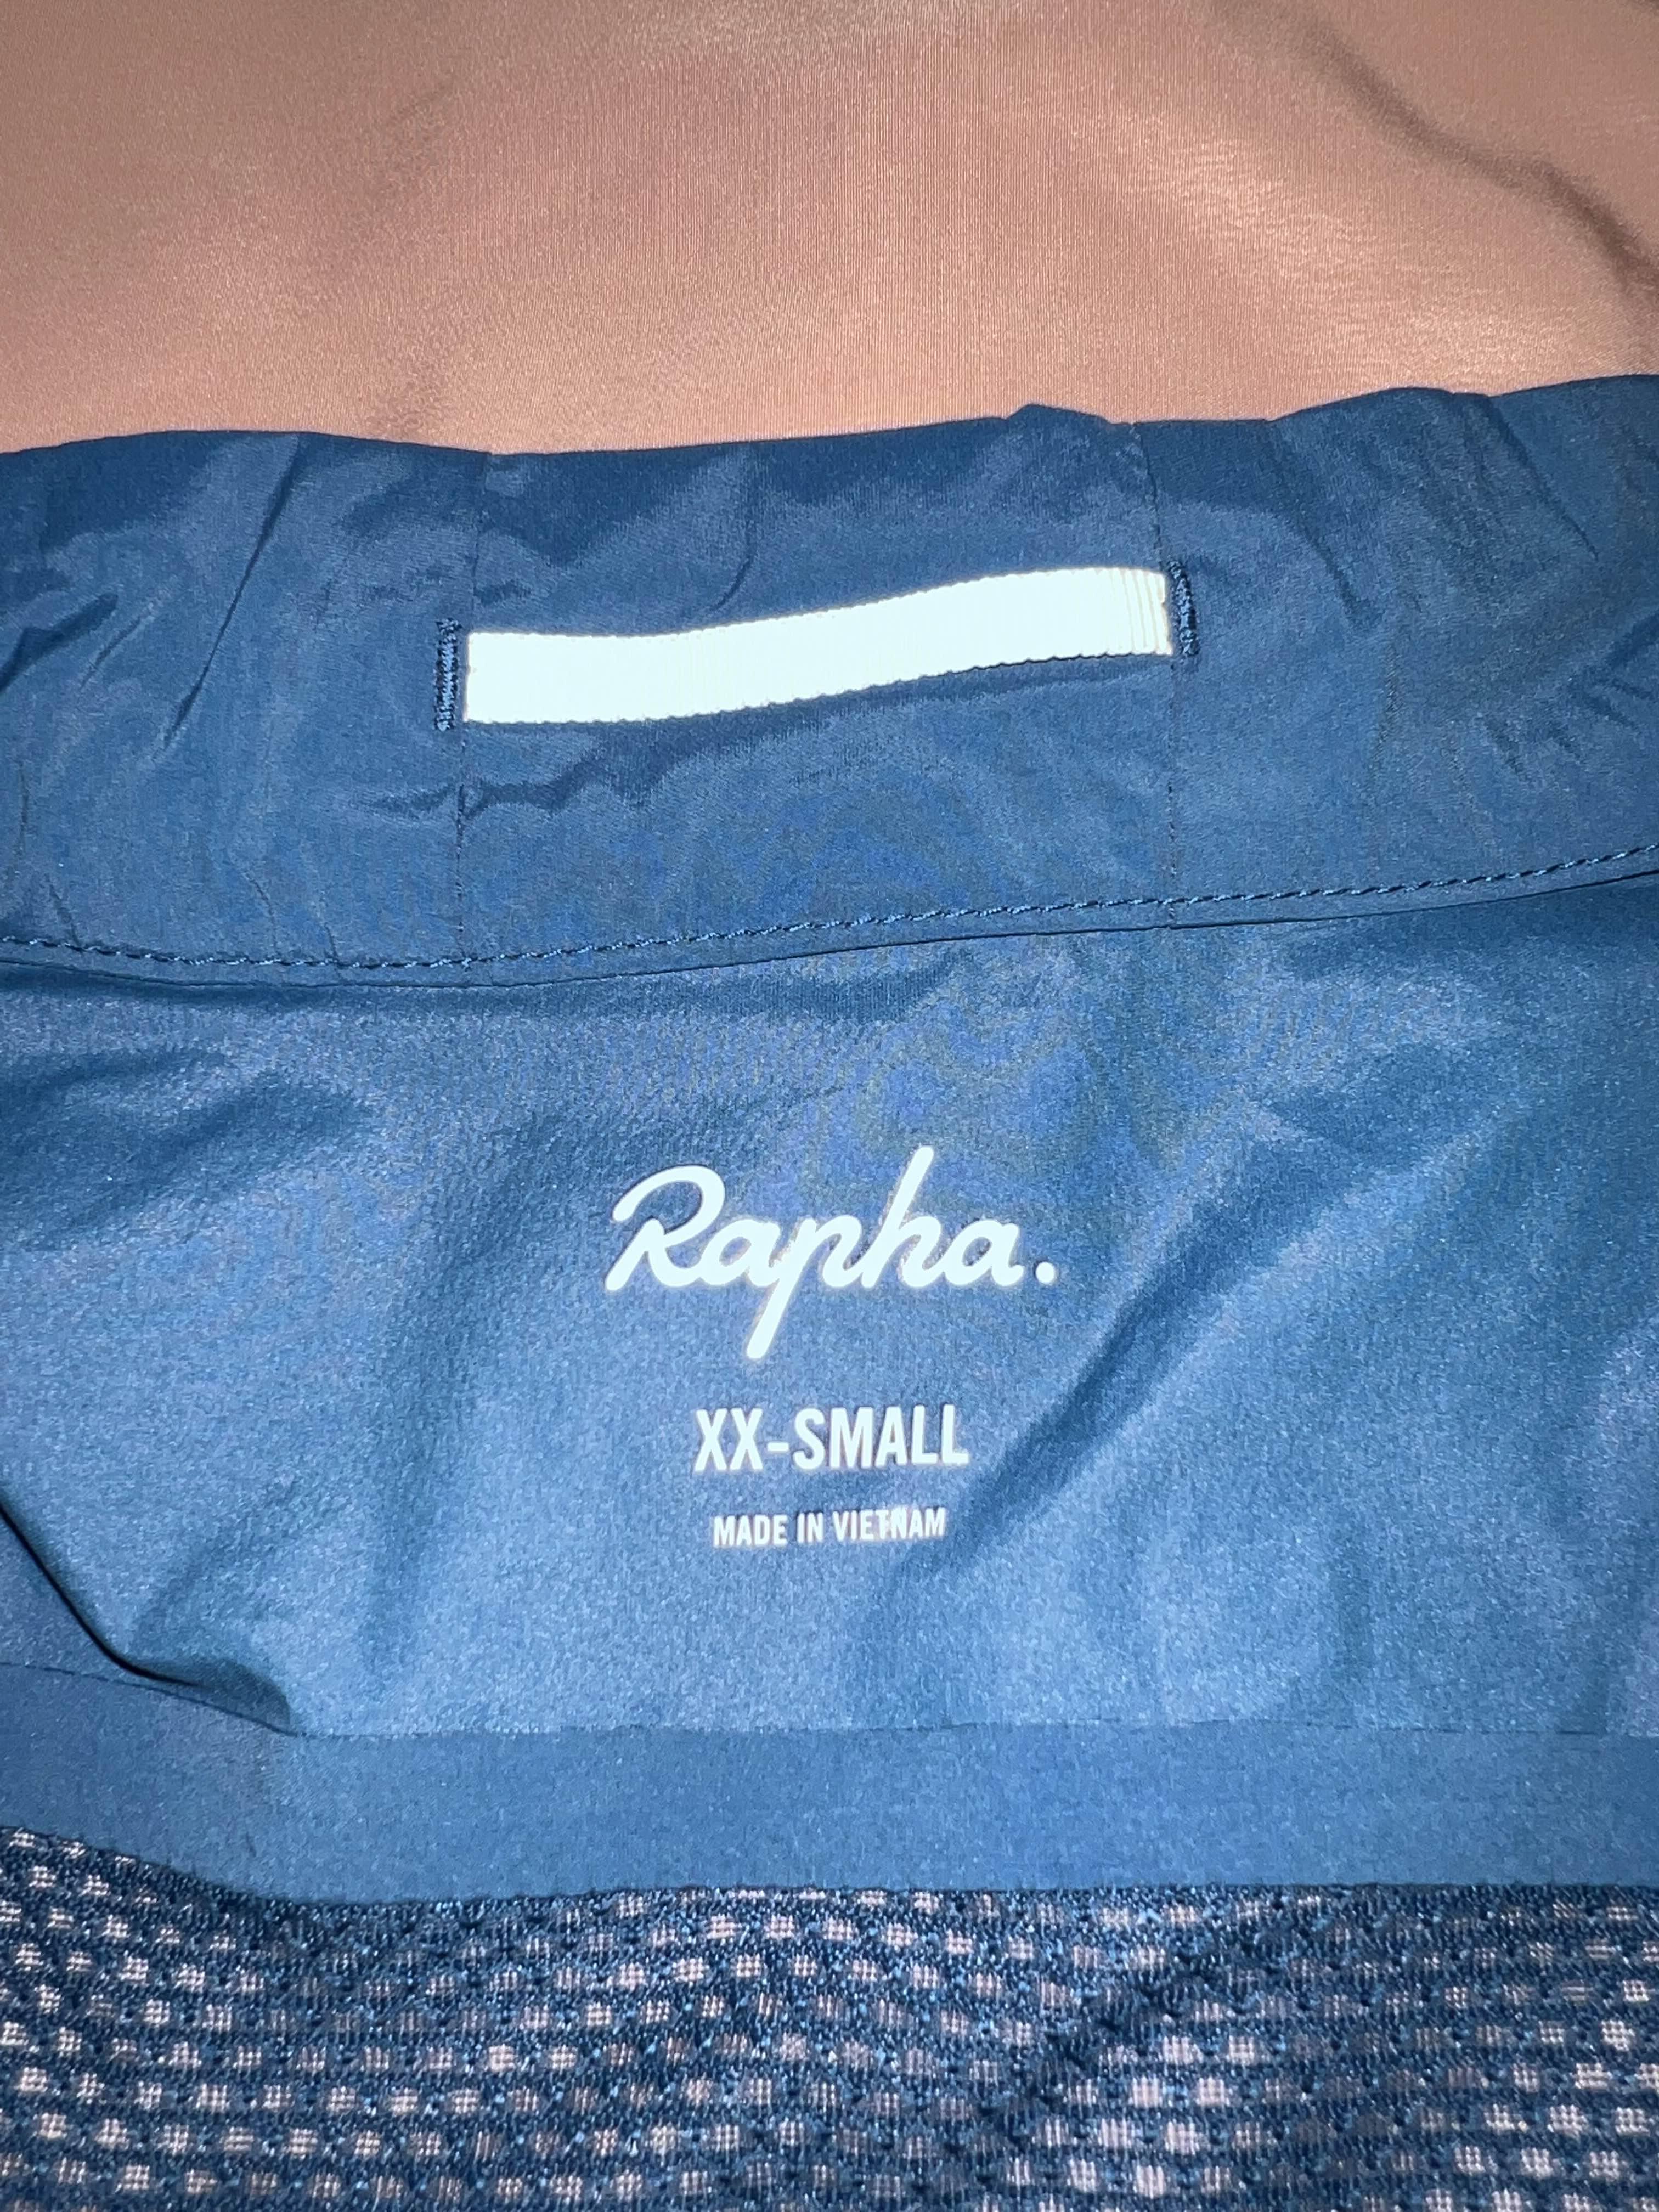 Rapha.
XX-SMALL
MADE IN VIETNAM